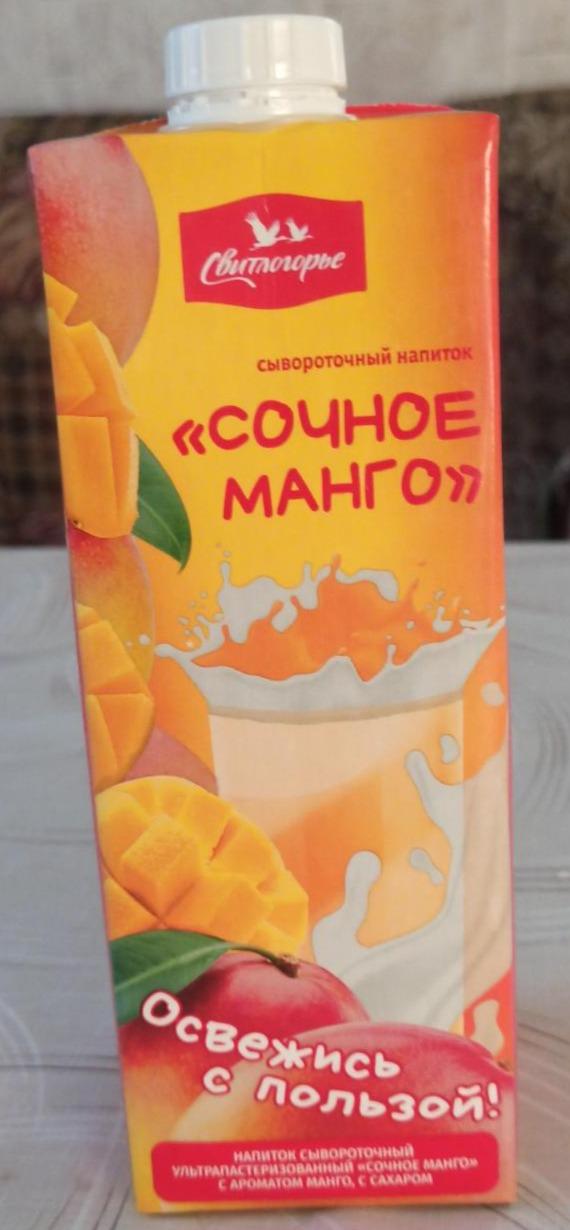 Свитлогорье
сывороточный напиток
«СОЧНОЕ
МАНГО»
Освежись
с пользой!
НАПИТОК СЫВОРОТОЧНЫЙ
УЛЬТРАПАСТЕРИЗОВАННЫЙ «СОЧНОЕ МАНГО»
С АРОМАТОМ МАНГО, С САХАРОМ